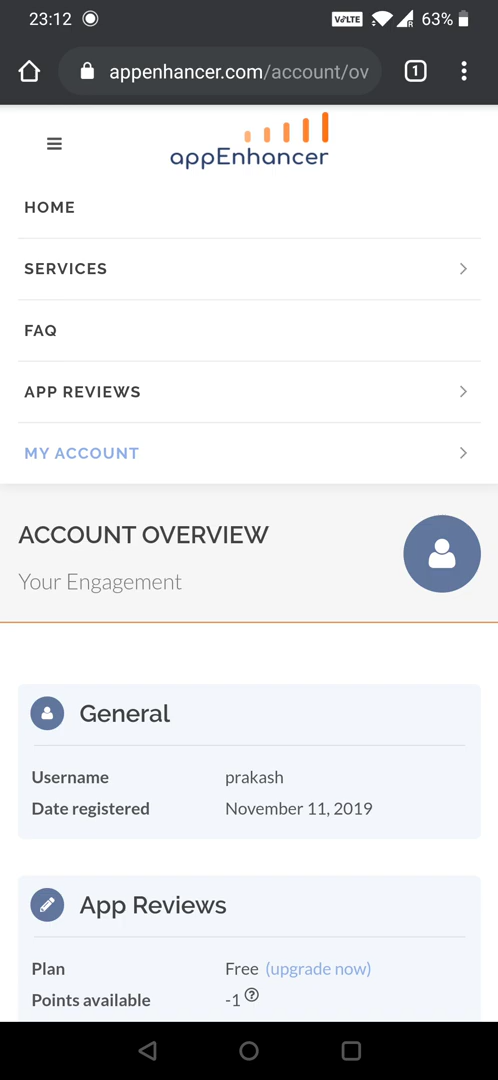 23:12 VoLTE R 63%
appenhancer.com/account/ov 1
appEnhancer
HOME
SERVICES
FAQ
APP REVIEWS
MY ACCOUNT
ACCOUNT OVERVIEW
Your Engagement
General
Username prakash
Date registered November 11, 2019
App Reviews
Plan Free (upgrade now)
Points available -1 ?